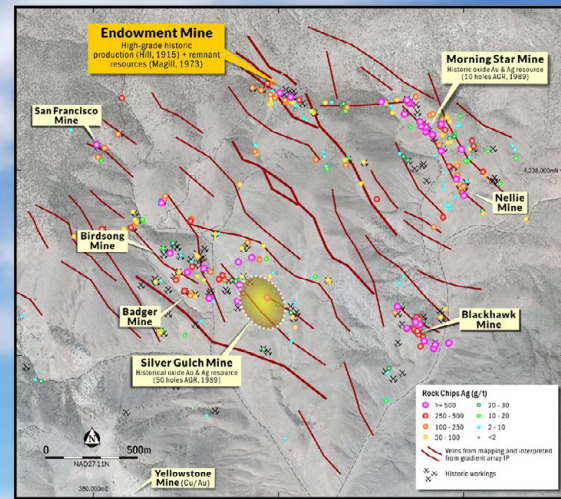 Endowment Mine
High-grade historic
production (Hill, 1915) + remnant
resources (Magill, 1973)
Morning Star Mine
Historic oxide Au & Ag resource
(10 holes AGR, 1989)
San Francisco
Mine
4,238,000mN
Nellie
Mine
Birdsong
Mine
Badger
Mine
Blackhawk
Mine
Silver Gulch Mine
Historical oxide Au & Ag resource
(50 holes AGR, 1989)
Rock Chips Ag (g/t)
>= 500
20 - 30
250 - 500
10 - 20
100 - 250
2 - 10
30 - 100
<2
Veins from mapping and interpreted
from gradient array IP
Historic workings
N
0
500m
NAD27.11N
380,000mE
Yellowstone
Mine (Cu/Au)